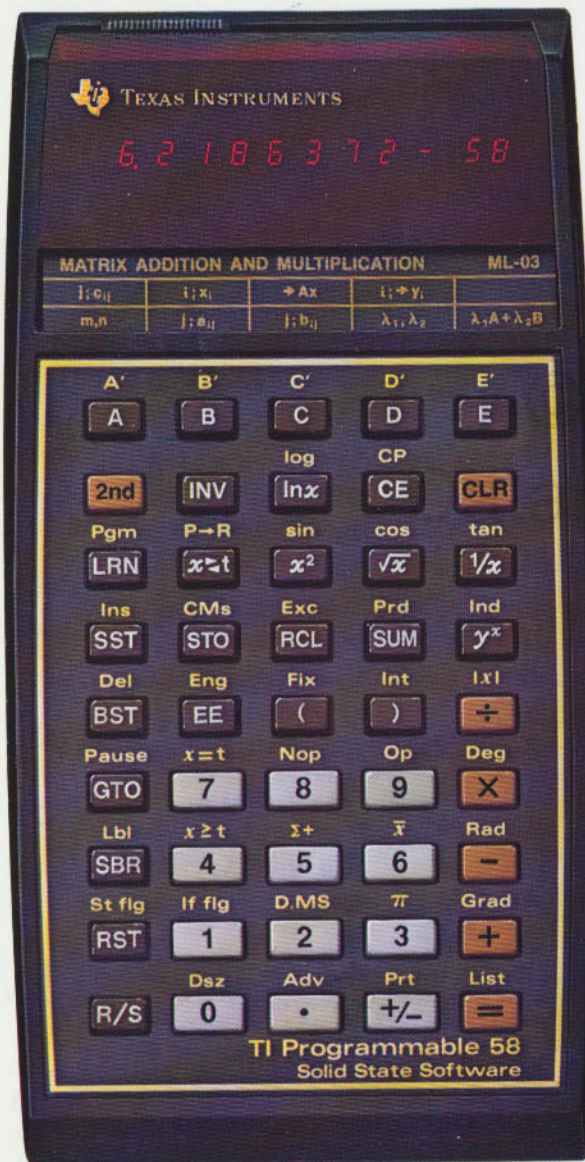 TEXAS INSTRUMENTS
6.2186372-58
MATRIX ADDITION AND MULTIPLICATION ML-03
j;cij i;xi ➔Ax i;➔yi
m,n j;aij j;bij λ1,λ2 λ1A+λ2B
A' B' C' D' E'
A B C D E
log CP
2nd INV lnx CE CLR
Pgm P→R sin cos tan
LRN x⇄t x² √x 1/x
Ins CMs Exc Prd Ind
SST STO RCL SUM yˣ
Del Eng Fix Int |x|
BST EE ( ) ÷
Pause x=t Nop Op Deg
GTO 7 8 9 ×
Lbl x≥t Σ+ x̄ Rad
SBR 4 5 6 −
St flg If flg D.MS π Grad
RST 1 2 3 +
Dsz Adv Prt List
R/S 0 . +/− =
TI Programmable 58
Solid State Software